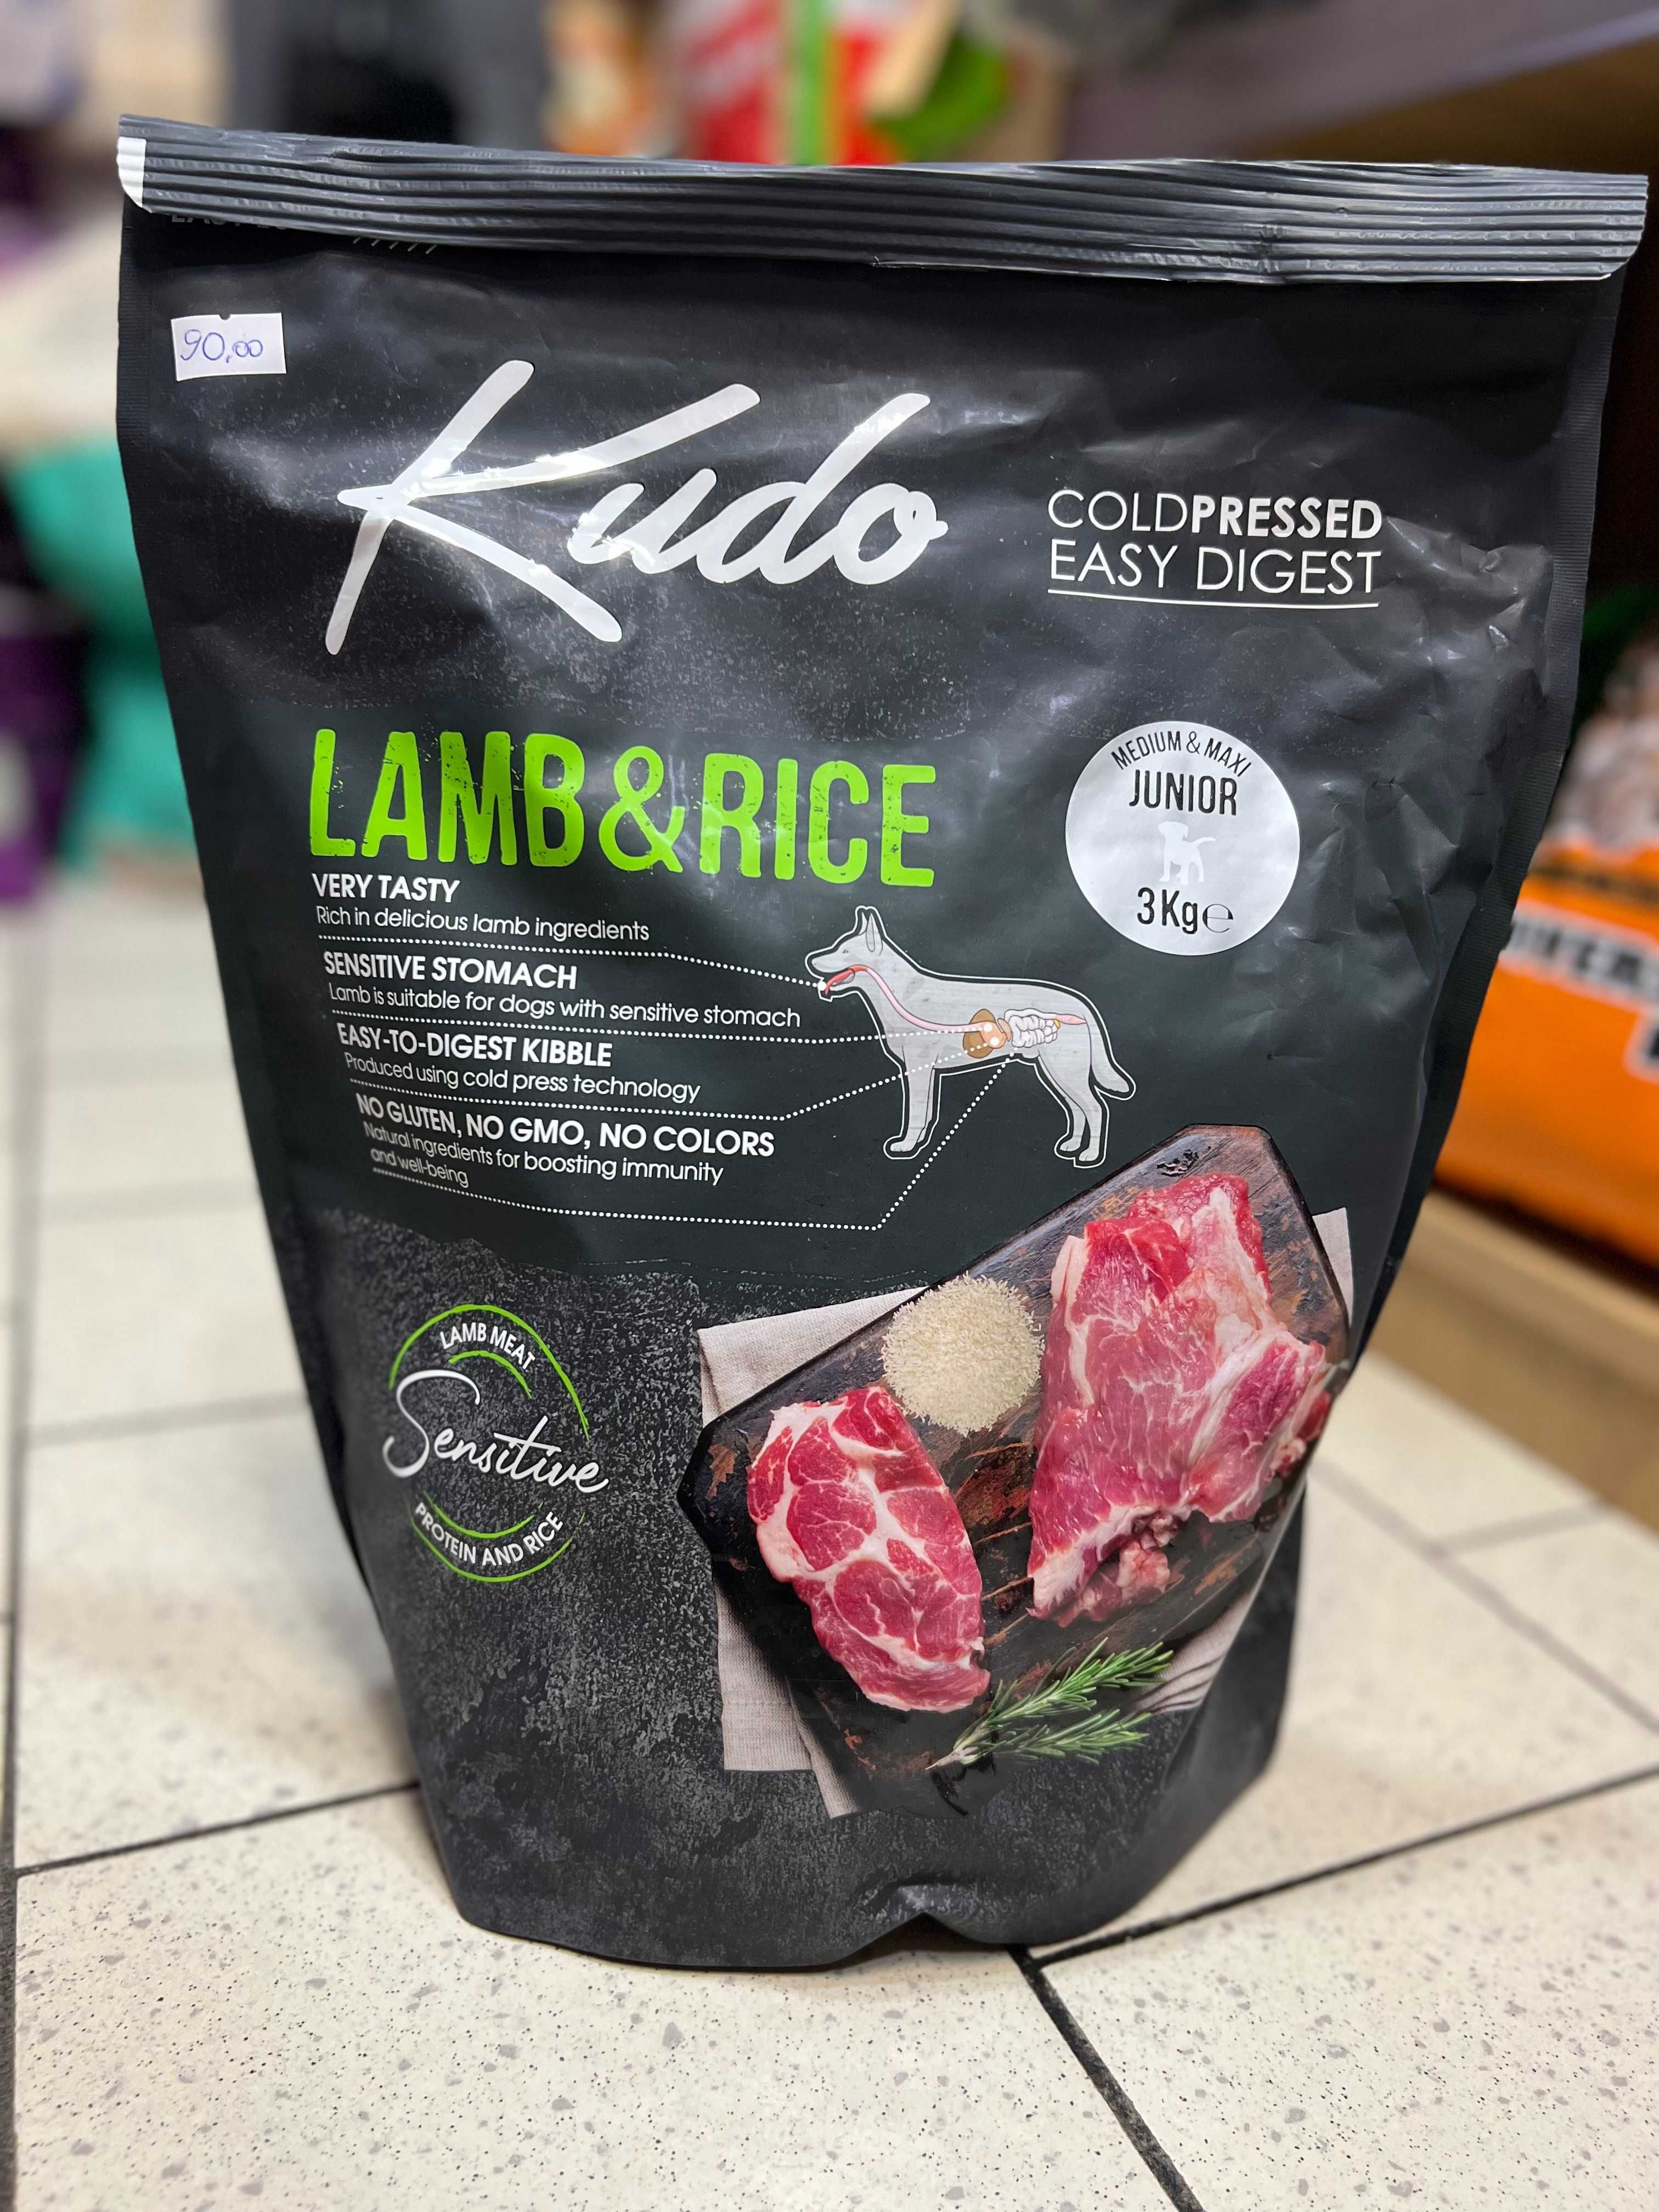 90,00
Kudo
COLDPRESSED
EASY DIGEST
LAMB&RICE
MEDIUM & MAXI
JUNIOR
3Kg℮
VERY TASTY
Rich in delicious lamb ingredients
SENSITIVE STOMACH
Lamb is suitable for dogs with sensitive stomach
EASY-TO-DIGEST KIBBLE
Produced using cold press technology
NO GLUTEN, NO GMO, NO COLORS
Natural ingredients for boosting immunity
and well-being
LAMB MEAT
Sensitive
PROTEIN AND RICE